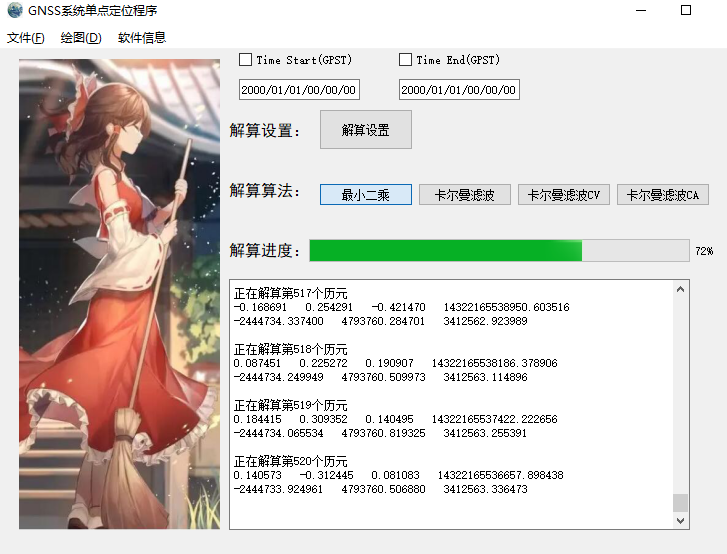 GNSS系统单点定位程序
文件(F) 绘图(D) 软件信息
Time Start(GPST) Time End(GPST)
2000/01/01/00/00/00 2000/01/01/00/00/00
解算设置： 解算设置
解算算法： 最小二乘 卡尔曼滤波 卡尔曼滤波CV 卡尔曼滤波CA
解算进度： 72%
正在解算第517个历元
-0.168691 0.254291 -0.421470 14322165538950.603516
-2444734.337400 4793760.284701 3412562.923989
正在解算第518个历元
0.087451 0.225272 0.190907 14322165538186.378906
-2444734.249949 4793760.509973 3412563.114896
正在解算第519个历元
0.184415 0.309352 0.140495 14322165537422.222656
-2444734.065534 4793760.819325 3412563.255391
正在解算第520个历元
0.140573 -0.312445 0.081083 14322165536657.898438
-2444733.924961 4793760.506880 3412563.336473